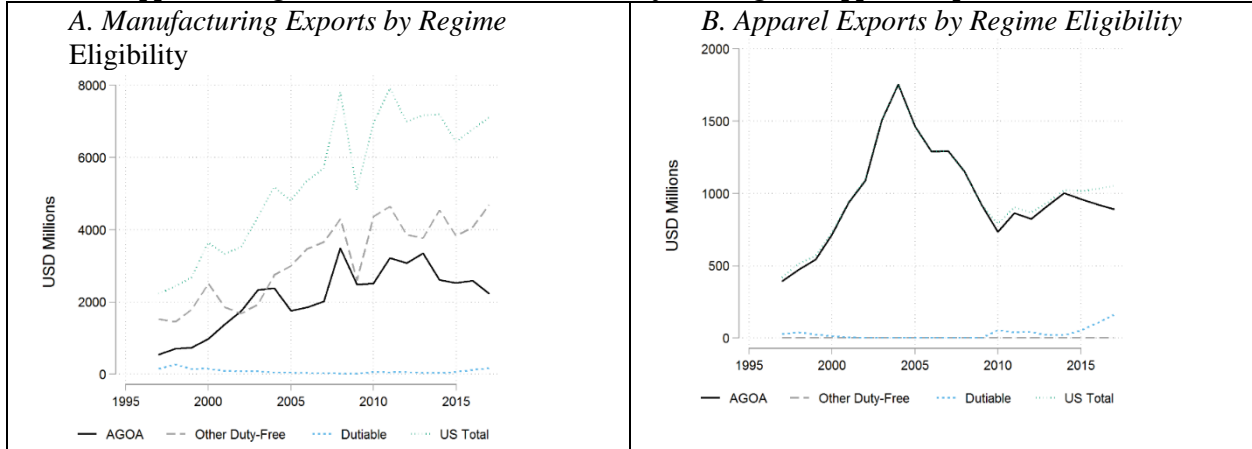 A. Manufacturing Exports by Regime
Eligibility
8000
6000
4000
2000
0
USD Millions
1995
2000
2005
2010
2015
AGOA
Other Duty-Free
Dutiable
US Total
B. Apparel Exports by Regime Eligibility
2000
1500
1000
500
0
USD Millions
1995
2000
2005
2010
2015
AGOA
Other Duty-Free
Dutiable
US Total